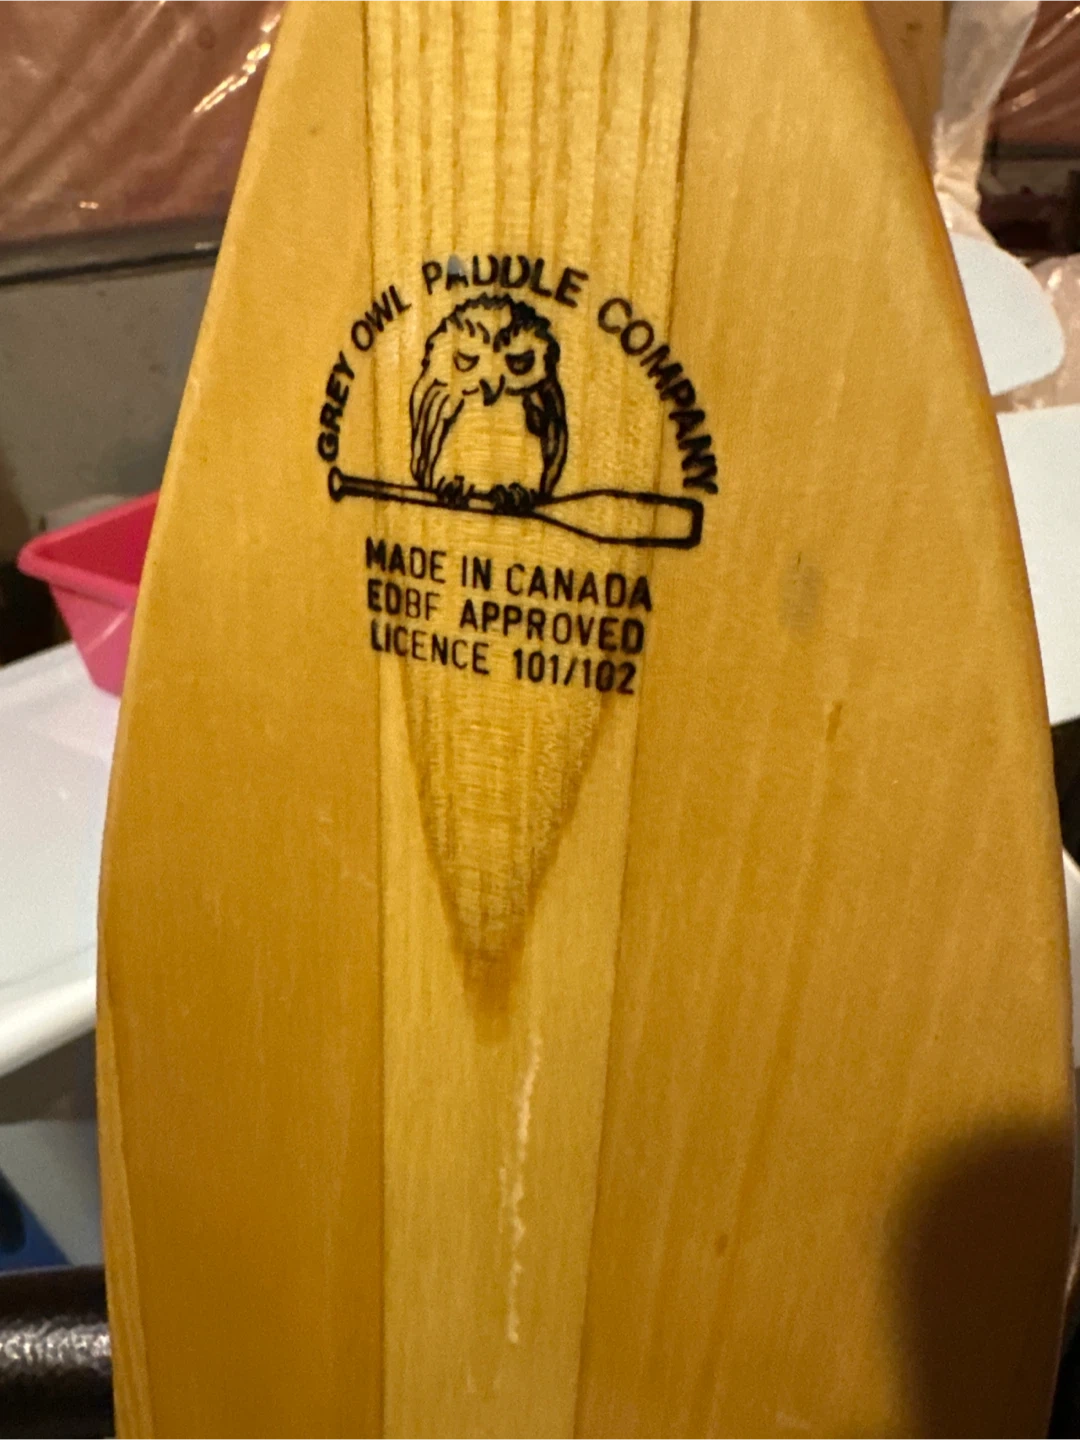 GREY OWL PADDLE COMPANY
MADE IN CANADA
EDBF APPROVED
LICENCE 101/102